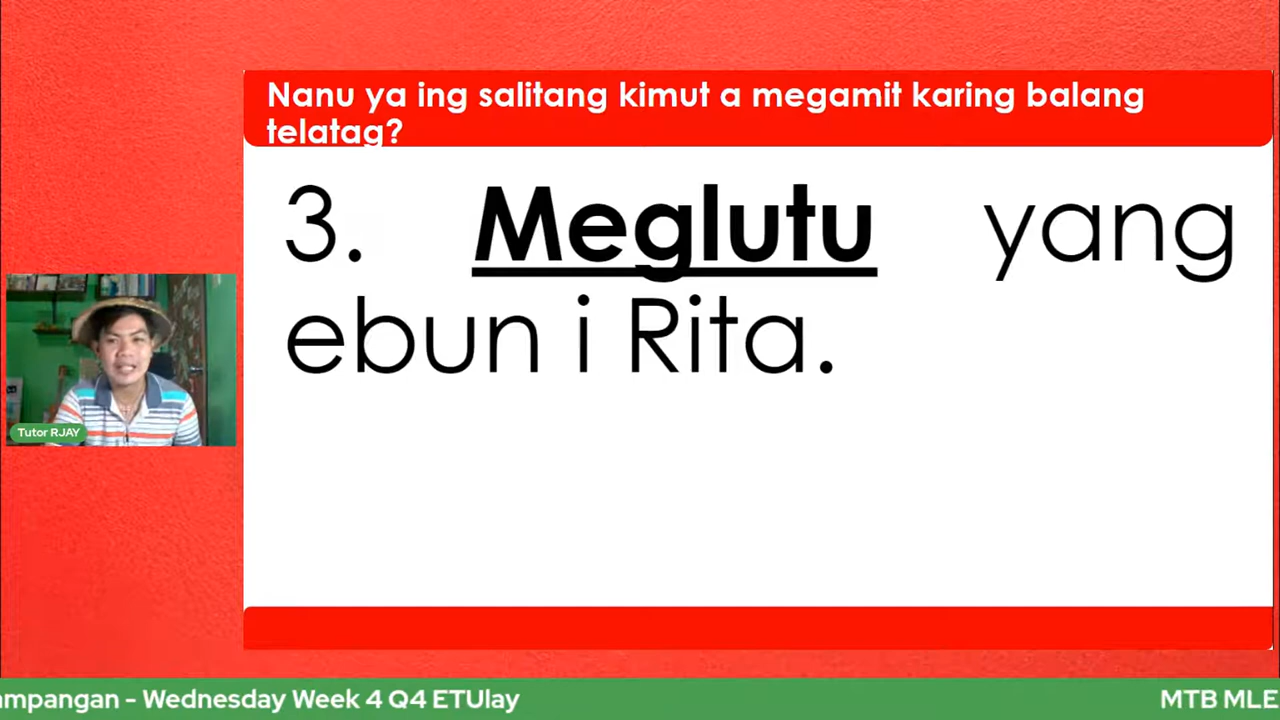 Nanu ya ing salitang kimut a megamit karing balang
telatag?
3. Meglutu yang
ebun i Rita.
Tutor RJAY
ampangan - Wednesday Week 4 Q4 ETUlay
MTB MLE